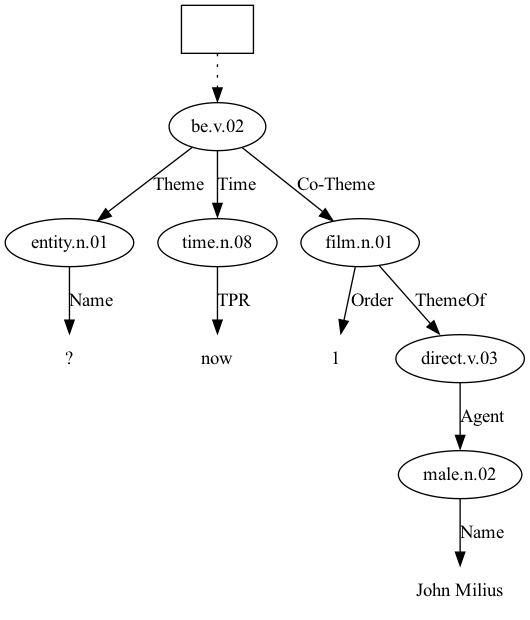 be.v.02
Theme Time Co-Theme
entity.n.01 time.n.08 film.n.01
Name TPR Order ThemeOf
? now 1 direct.v.03
Agent
male.n.02
Name
John Milius